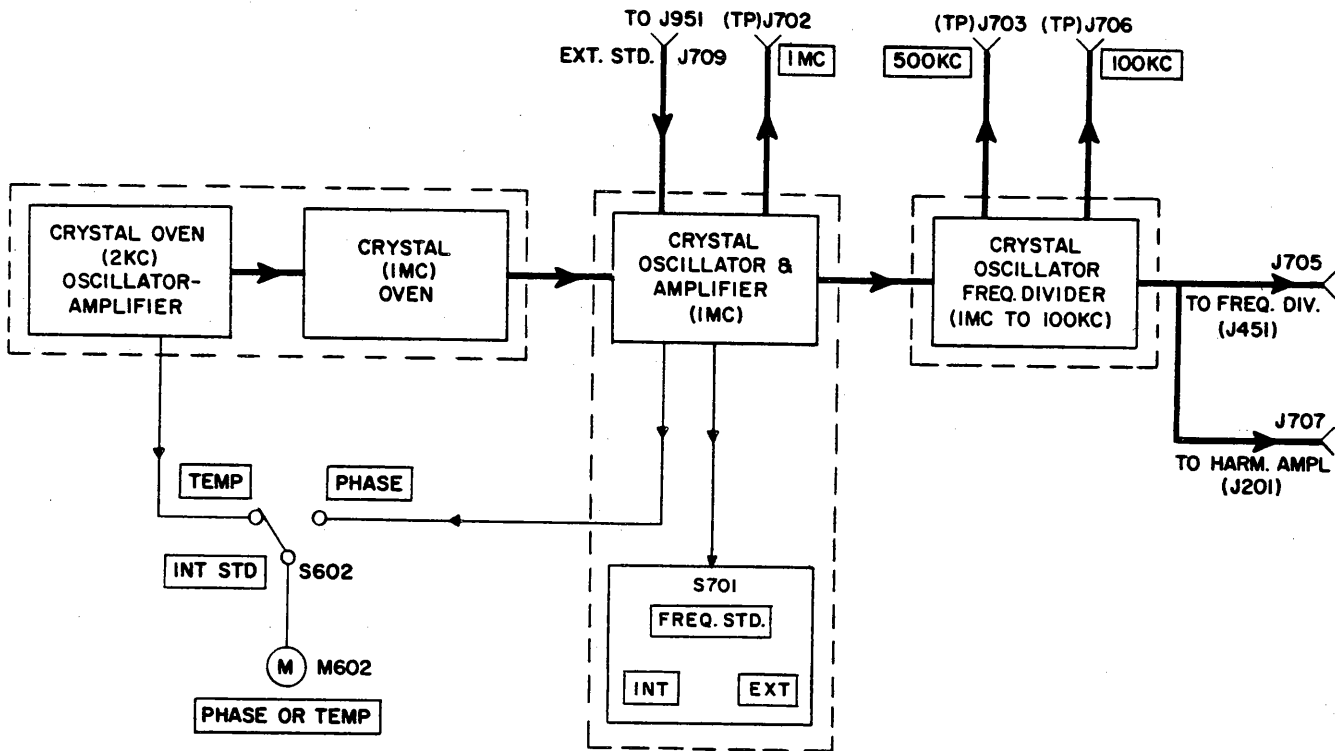 TO J951
EXT. STD. J709
(TP)J702
1MC
(TP)J703
500KC
(TP)J706
100KC
CRYSTAL OVEN
(2KC)
OSCILLATOR-
AMPLIFIER
CRYSTAL
(1MC)
OVEN
CRYSTAL
OSCILLATOR &
AMPLIFIER
(1MC)
CRYSTAL
OSCILLATOR
FREQ. DIVIDER
(1MC TO 100KC)
J705
TO FREQ. DIV.
(J451)
J707
TO HARM. AMPL
(J201)
TEMP
PHASE
INT STD
S602
M
M602
PHASE OR TEMP
S701
FREQ. STD.
INT
EXT